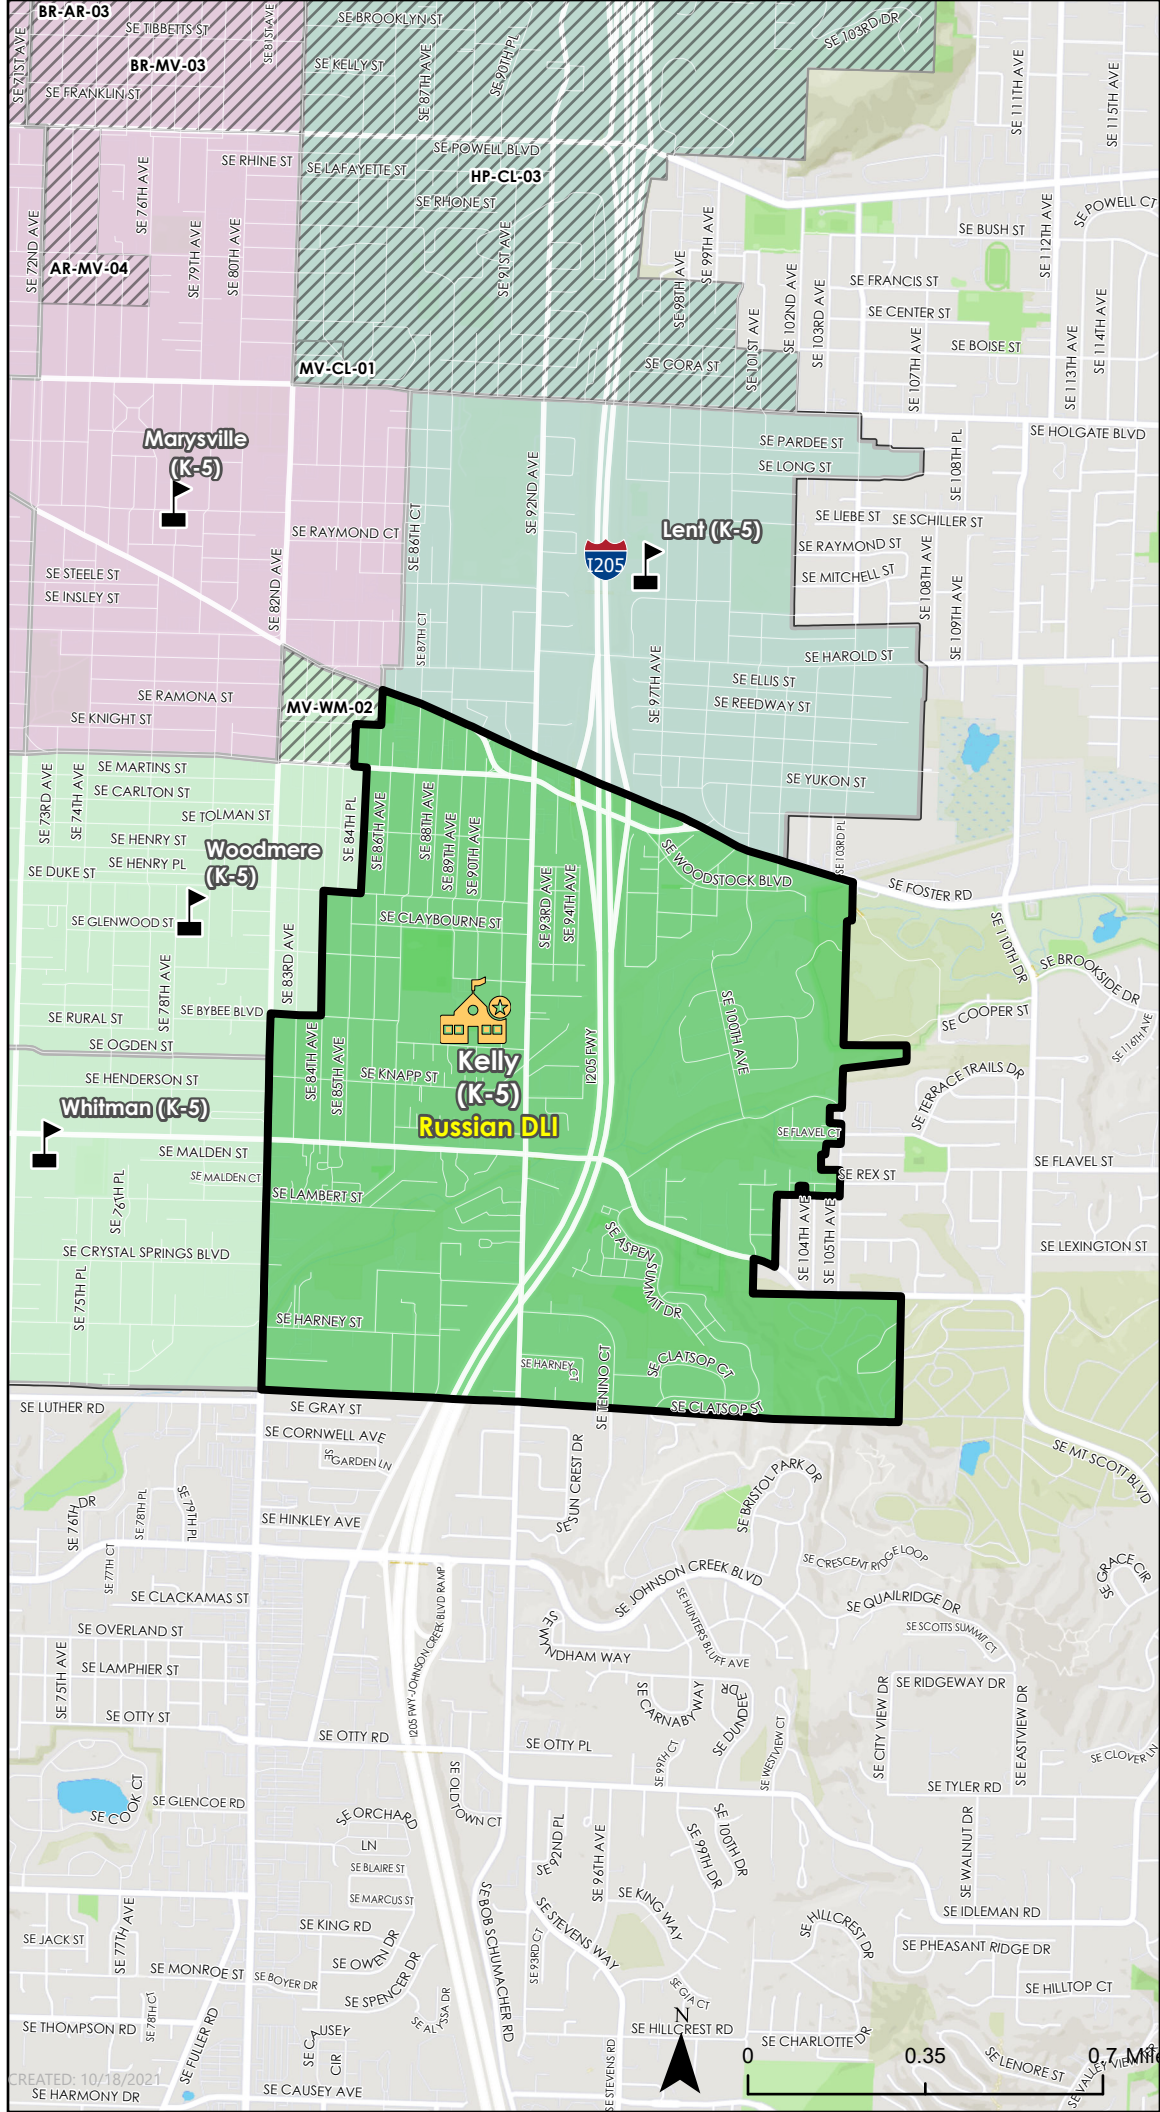 BR-AR-03
SE TIBBETTS ST
SE 81ST AVE
SE BROOKLYN ST
SE 103RD DR
SE 71ST AVE
BR-MV-03
SE KELLY ST
SE 87TH AVE
SE 90TH PL
SE 111TH AVE
SE 115TH AVE
SE FRANKLIN ST
SE POWELL BLVD
SE RHINE ST
SE LAFAYETTE ST
HP-CL-03
SE 76TH AVE
SE RHONE ST
SE POWELL CT
SE 72ND AVE
SE 79TH AVE
SE 80TH AVE
SE 91ST AVE
SE 98TH AVE
SE 99TH AVE
SE BUSH ST
SE 112TH AVE
AR-MV-04
SE FRANCIS ST
SE 102ND AVE
SE 103RD AVE
SE CENTER ST
SE 101ST AVE
SE 107TH AVE
SE BOISE ST
SE 113TH AVE
SE 114TH AVE
MV-CL-01
SE CORA ST
Marysville
(K-5)
SE PARDEE ST
SE HOLGATE BLVD
SE LONG ST
SE 92ND AVE
SE 108TH PL
SE RAYMOND CT
SE 86TH CT
Lent (K-5)
SE LIEBE ST
SE SCHILLER ST
I205
SE RAYMOND ST
SE STEELE ST
SE MITCHELL ST
SE INSLEY ST
SE 82ND AVE
SE 108TH AVE
SE 109TH AVE
SE 87TH CT
SE HAROLD ST
SE 97TH AVE
SE ELLIS ST
SE RAMONA ST
MV-WM-02
SE REEDWAY ST
SE KNIGHT ST
SE MARTINS ST
SE YUKON ST
SE 73RD AVE
SE 74TH AVE
SE CARLTON ST
SE TOLMAN ST
SE 84TH PL
SE 86TH AVE
SE 88TH AVE
SE 89TH AVE
SE 90TH AVE
SE 103RD PL
SE HENRY ST
Woodmere
(K-5)
SE HENRY PL
SE DUKE ST
SE WOODSTOCK BLVD
SE FOSTER RD
SE GLENWOOD ST
SE CLAYBOURNE ST
SE 93RD AVE
SE 94TH AVE
SE 110TH DR
SE 83RD AVE
SE 78TH AVE
SE BROOKSIDE DR
SE RURAL ST
SE BYBEE BLVD
SE 100TH AVE
SE COOPER ST
SE 116TH AVE
SE OGDEN ST
SE 84TH AVE
SE 85TH AVE
I205 FWY
SE HENDERSON ST
SE KNAPP ST
Kelly
(K-5)
Russian DLI
SE TERRACE TRAILS DR
Whitman (K-5)
SE FLAVEL CT
SE MALDEN ST
SE FLAVEL ST
SE MALDEN CT
SE REX ST
SE 76TH PL
SE LAMBERT ST
SE 104TH AVE
SE 105TH AVE
SE CRYSTAL SPRINGS BLVD
SE ASPEN SUMMIT DR
SE LEXINGTON ST
SE 75TH PL
SE HARNEY ST
SE HARNEY CT
SE TENINO CT
SE CLATSOP CT
SE LUTHER RD
SE GRAY ST
SE CLATSOP ST
SE CORNWELL AVE
SE GARDEN LN
SE SUN CREST DR
SE MT SCOTT BLVD
SE BRISTOL PARK DR
SE 76TH DR
SE 78TH PL
SE 79TH PL
SE HINKLEY AVE
SE 77TH CT
SE CRESCENT RIDGE LOOP
SE GRACE CIR
SE CLACKAMAS ST
SE JOHNSON CREEK BLVD
SE QUAILRIDGE DR
SE OVERLAND ST
I205 FWY-JOHNSON CREEK BLVD RAMP
SE WYNDHAM WAY
SE HUNTERS BLUFF AVE
SE SCOTTS SUMMIT CT
SE LAMPHIER ST
SE 75TH AVE
SE CARNABY WAY
SE DUNDEE DR
SE RIDGEWAY DR
SE OTTY ST
SE OTTY RD
SE OTTY PL
SE 99TH CT
SE WESTVIEW CT
SE CITY VIEW DR
SE EASTVIEW DR
SE CLOVER LN
SE OLD TOWN CT
SE TYLER RD
SE COOK CT
SE GLENCOE RD
SE ORCHARD LN
SE 92ND PL
SE 96TH AVE
SE 99TH DR
SE 100TH DR
SE WALNUT DR
SE BLAIRE ST
SE MARCUS ST
SE BOB SCHUMACHER RD
SE KING WAY
SE IDLEMAN RD
SE KING RD
SE STEVENS WAY
SE HILLCREST DR
SE JACK ST
SE 77TH AVE
SE OWEN DR
SE 93RD CT
SE PHEASANT RIDGE DR
SE MONROE ST
SE BOYER DR
SE SPENCER DR
SE GIA CT
SE HILLTOP CT
SE THOMPSON RD
SE 78TH CT
SE FULLER RD
SE CAUSEY CIR
SE ALYSSA DR
N
SE HILLCREST RD
SE CHARLOTTE DR
SE LENORE ST
SE VALLEY VIEW
0 0.35 0.7 Mile
CREATED: 10/18/2021
SE HARMONY DR
SE CAUSEY AVE
SE STEVENS RD